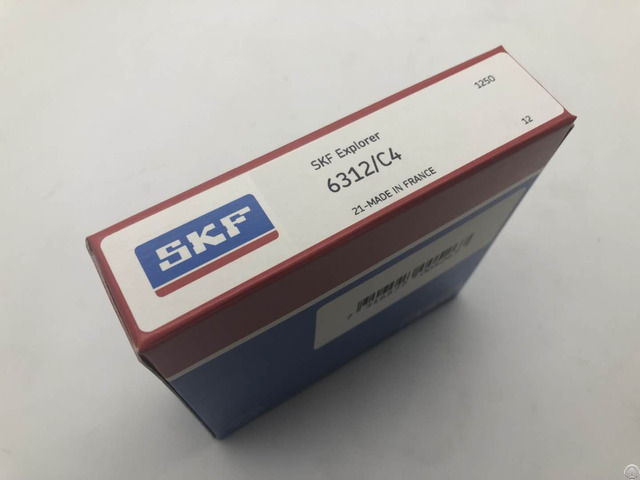 SKF
SKF Explorer
6312/C4
21-MADE IN FRANCE
1250
12